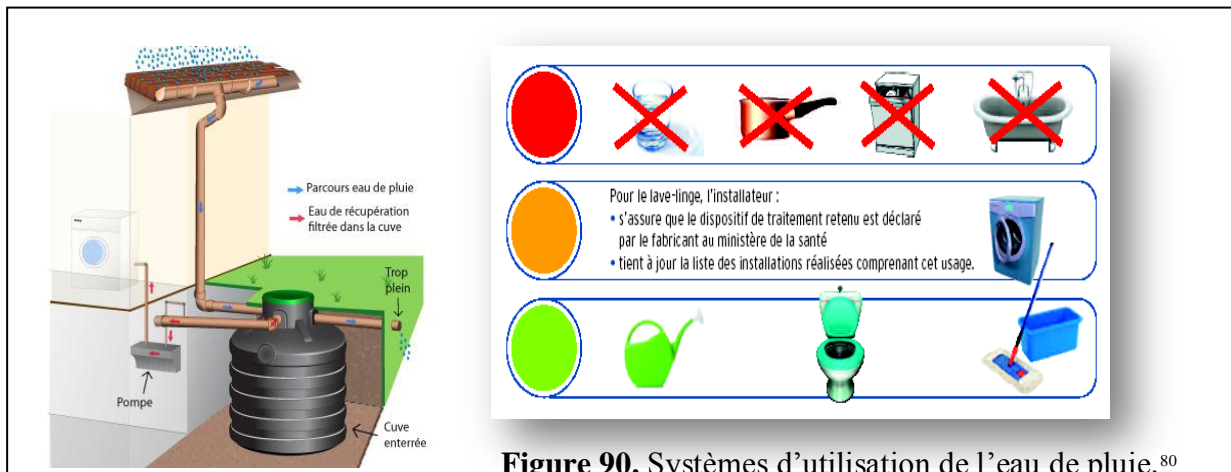 Parcours eau de pluie
Eau de récupération
filtrée dans la cuve
Trop
plein
Pompe
Cuve
enterrée
Pour le lave-linge, l'installateur :
• s'assure que le dispositif de traitement retenu est déclaré
par le fabricant au ministère de la santé
• tient à jour la liste des installations réalisées comprenant cet usage.
Figure 90. Systèmes d'utilisation de l'eau de pluie.80